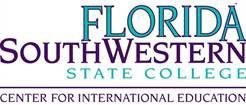 FLORIDA
SOUTHWESTERN
STATE COLLEGE
CENTER FOR INTERNATIONAL EDUCATION